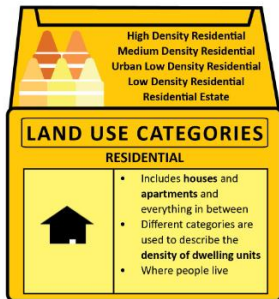 High Density Residential
Medium Density Residential
Urban Low Density Residential
Low Density Residential
Residential Estate
LAND USE CATEGORIES
RESIDENTIAL
• Includes houses and
apartments and
everything in between
• Different categories are
used to describe the
density of dwelling units
• Where people live